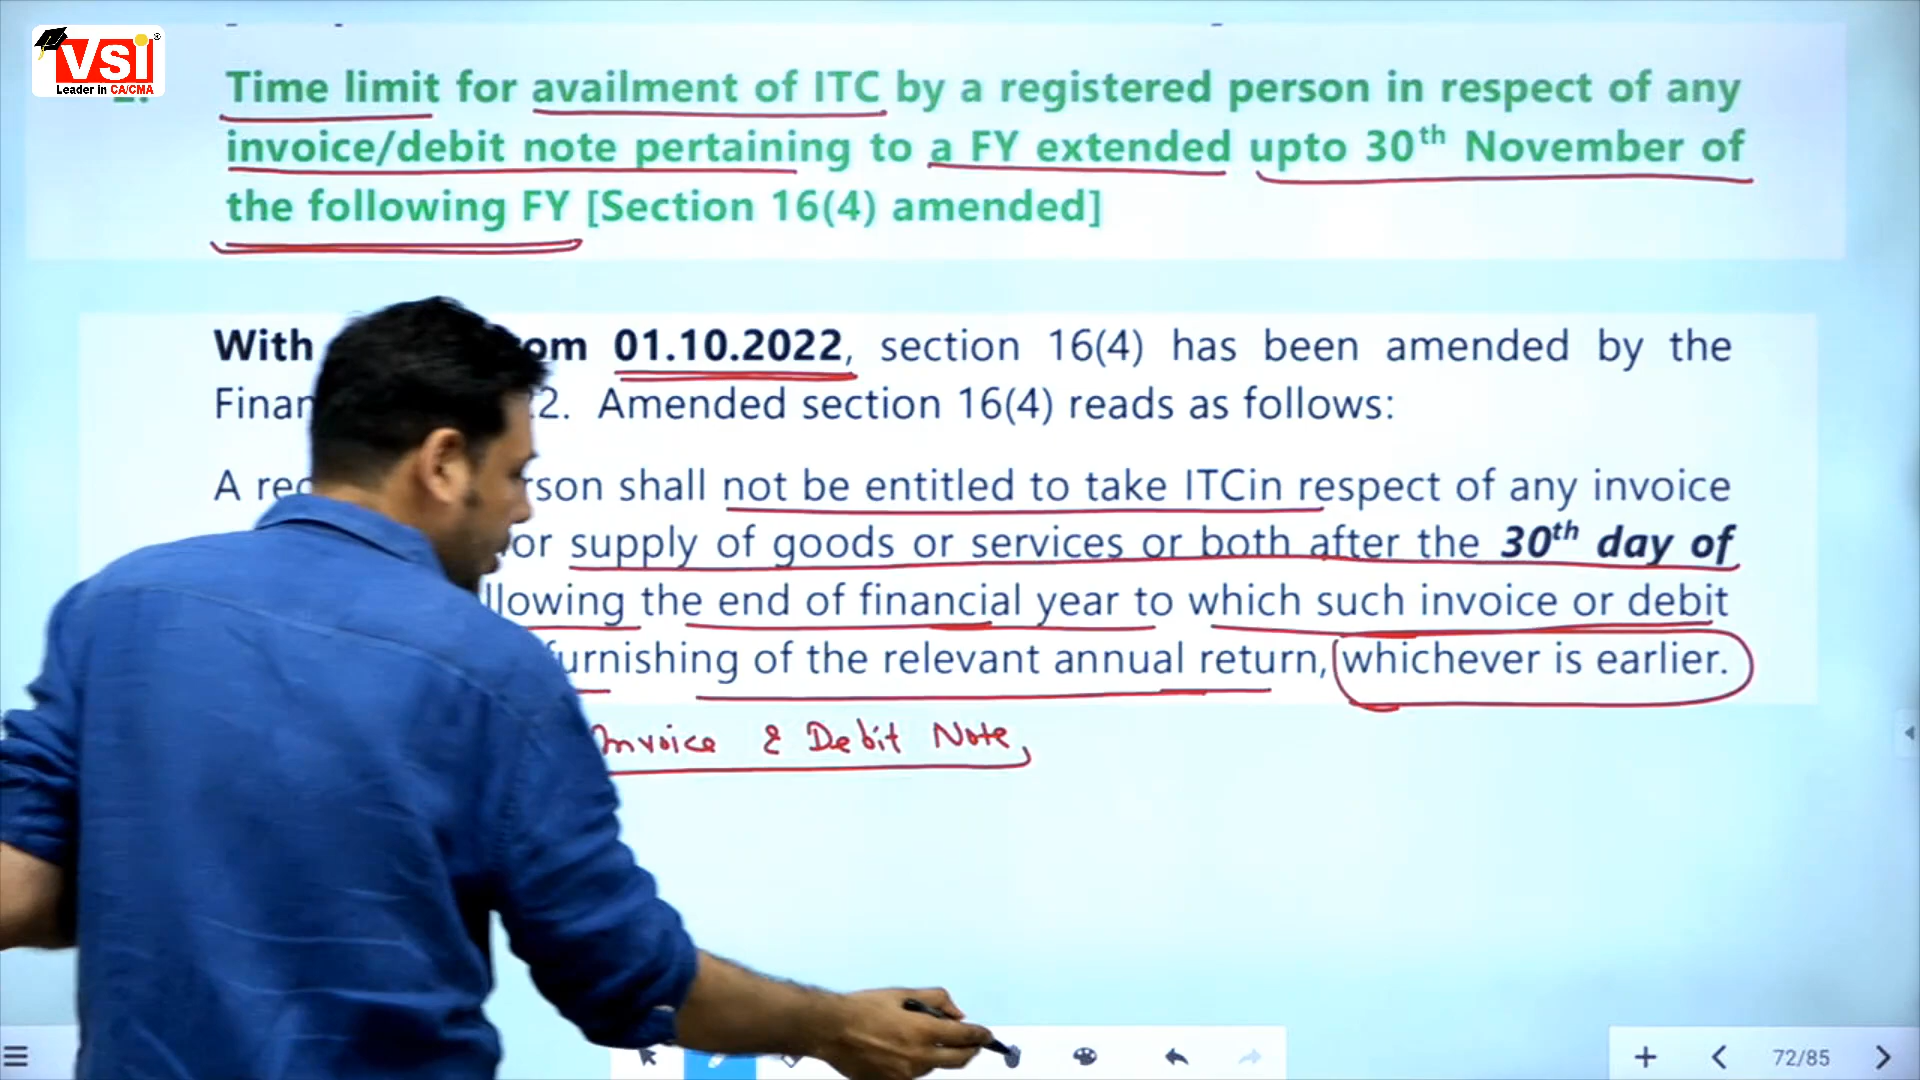 VSI
Leader in CA/CMA
Time limit for availment of ITC by a registered person in respect of any
invoice/debit note pertaining to a FY extended upto 30th November of
the following FY [Section 16(4) amended]
With om 01.10.2022, section 16(4) has been amended by the
Finan 2. Amended section 16(4) reads as follows:
A reg rson shall not be entitled to take ITCin respect of any invoice
or supply of goods or services or both after the 30th day of
llowing the end of financial year to which such invoice or debit
furnishing of the relevant annual return, whichever is earlier.
Invoice & Debit Note,
72/85